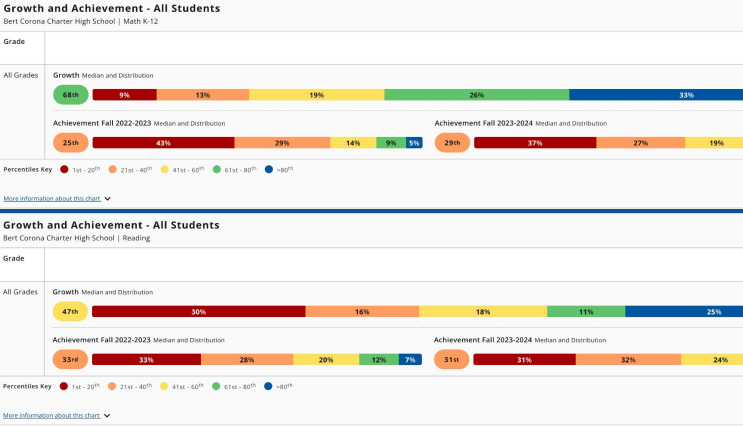 Growth and Achievement - All Students
Bert Corona Charter High School | Math K-12
Grade
All Grades
Growth Median and Distribution
68th 9% 13% 19% 26% 33%
Achievement Fall 2022-2023 Median and Distribution
25th 43% 29% 14% 9% 5%
Achievement Fall 2023-2024 Median and Distribution
29th 37% 27% 19%
Percentiles Key 1st - 20th 21st - 40th 41st - 60th 61st - 80th >80th
More information about this chart
Growth and Achievement - All Students
Bert Corona Charter High School | Reading
Grade
All Grades
Growth Median and Distribution
47th 30% 16% 18% 11% 25%
Achievement Fall 2022-2023 Median and Distribution
33rd 33% 28% 20% 12% 7%
Achievement Fall 2023-2024 Median and Distribution
31st 31% 32% 24%
Percentiles Key 1st - 20th 21st - 40th 41st - 60th 61st - 80th >80th
More information about this chart